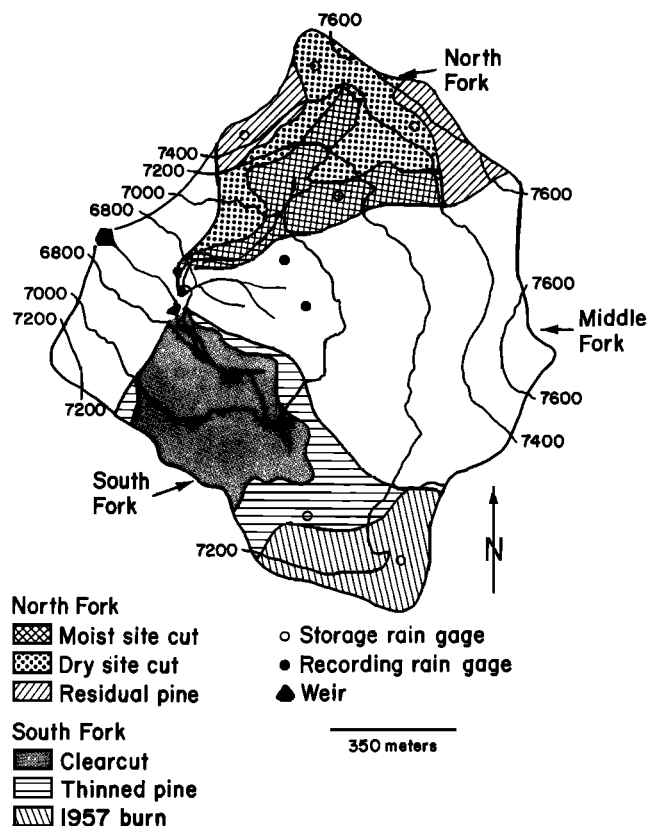 7600
North
Fork
7400
7200
7000
6800
7600
6800
7000
7200
7600
Middle
Fork
7200
7600
7400
South
Fork
7200
N
North Fork
Moist site cut
Dry site cut
Residual pine
Storage rain gage
Recording rain gage
Weir
South Fork
Clearcut
Thinned pine
1957 burn
350 meters